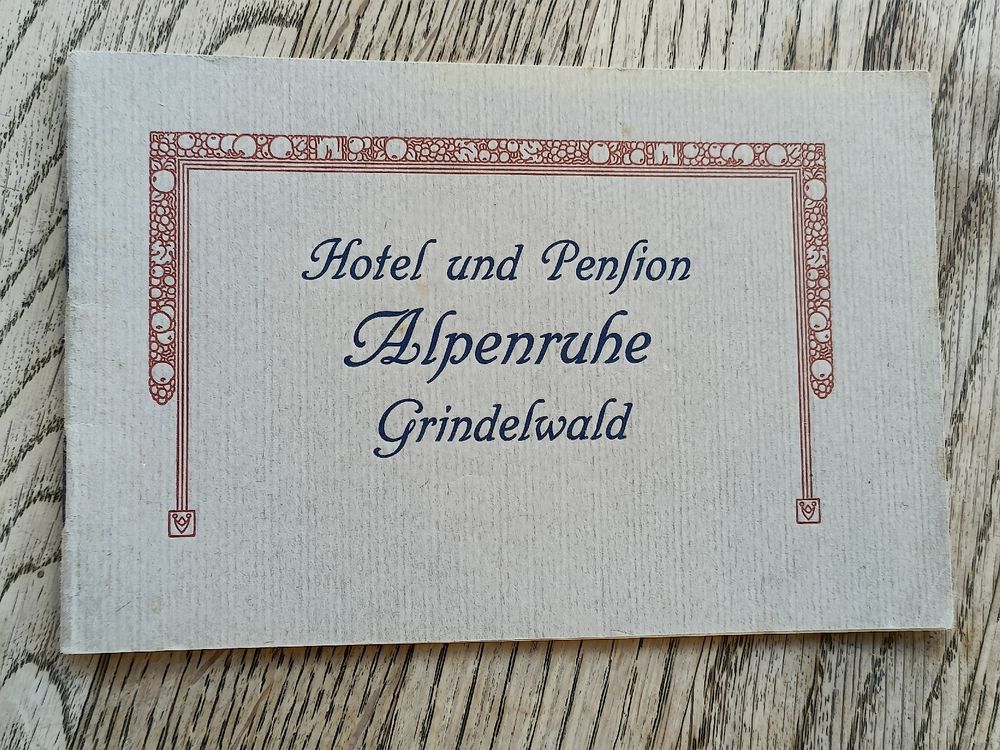 Hotel und Penſion
Alpenruhe
Grindelwald